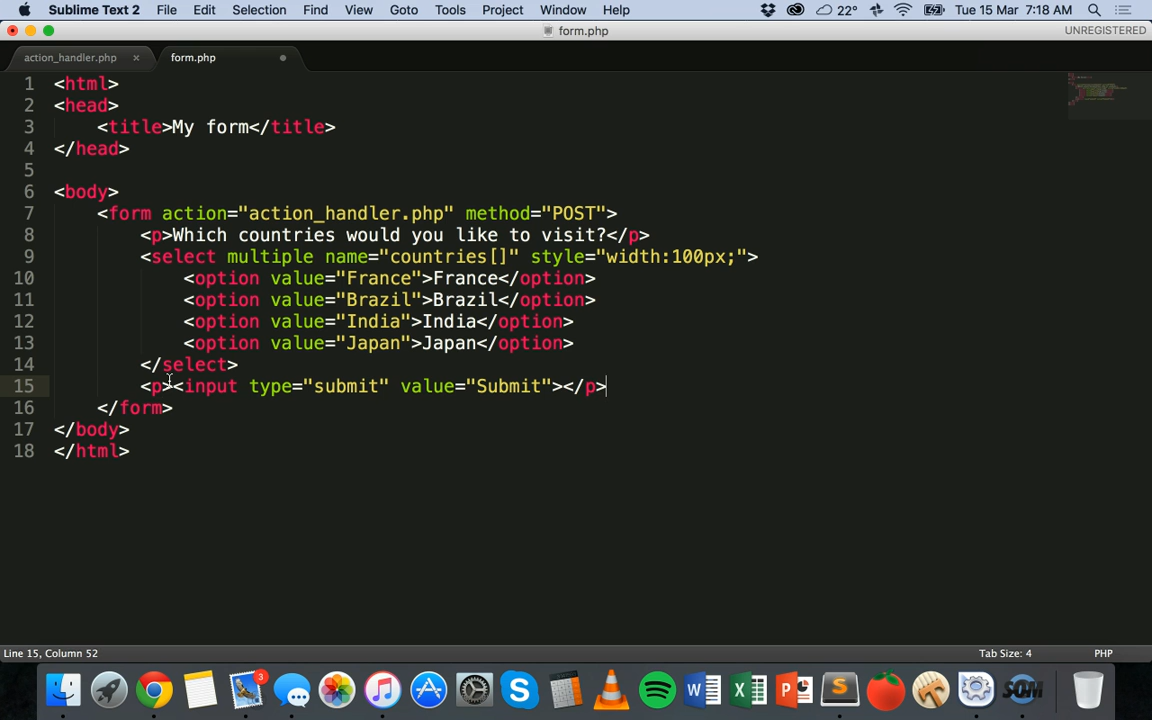 Sublime Text 2 File Edit Selection Find View Goto Tools Project Window Help 22° Tue 15 Mar 7:18 AM
form.php UNREGISTERED
action_handler.php × form.php
1 <html>
2 <head>
3 <title>My form</title>
4 </head>
5
6 <body>
7 <form action="action_handler.php" method="POST">
8 <p>Which countries would you like to visit?</p>
9 <select multiple name="countries[]" style="width:100px;">
10 <option value="France">France</option>
11 <option value="Brazil">Brazil</option>
12 <option value="India">India</option>
13 <option value="Japan">Japan</option>
14 </select>
15 <p><input type="submit" value="Submit"></p>
16 </form>
17 </body>
18 </html>
Line 15, Column 52 Tab Size: 4 PHP
3
SOM